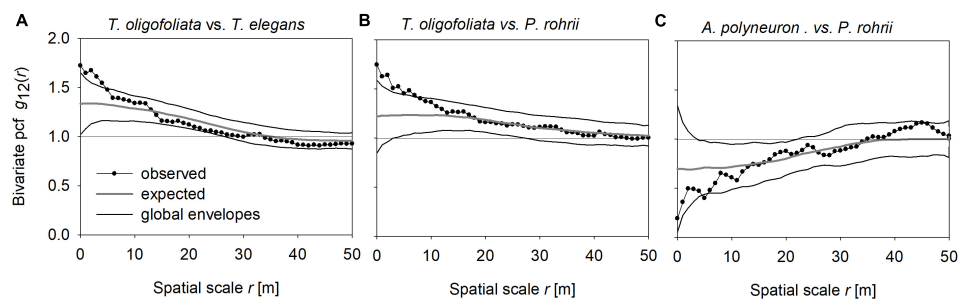 A T. oligofoliata vs. T. elegans
B T. oligofoliata vs. P. rohrii
C A. polyneuron . vs. P. rohrii
Bivariate pcf g12(r)
2.0
1.5
1.0
0.5
0.0
observed
expected
global envelopes
0 10 20 30 40 50
0 10 20 30 40 50
0 10 20 30 40 50
Spatial scale r [m]
Spatial scale r [m]
Spatial scale r [m]